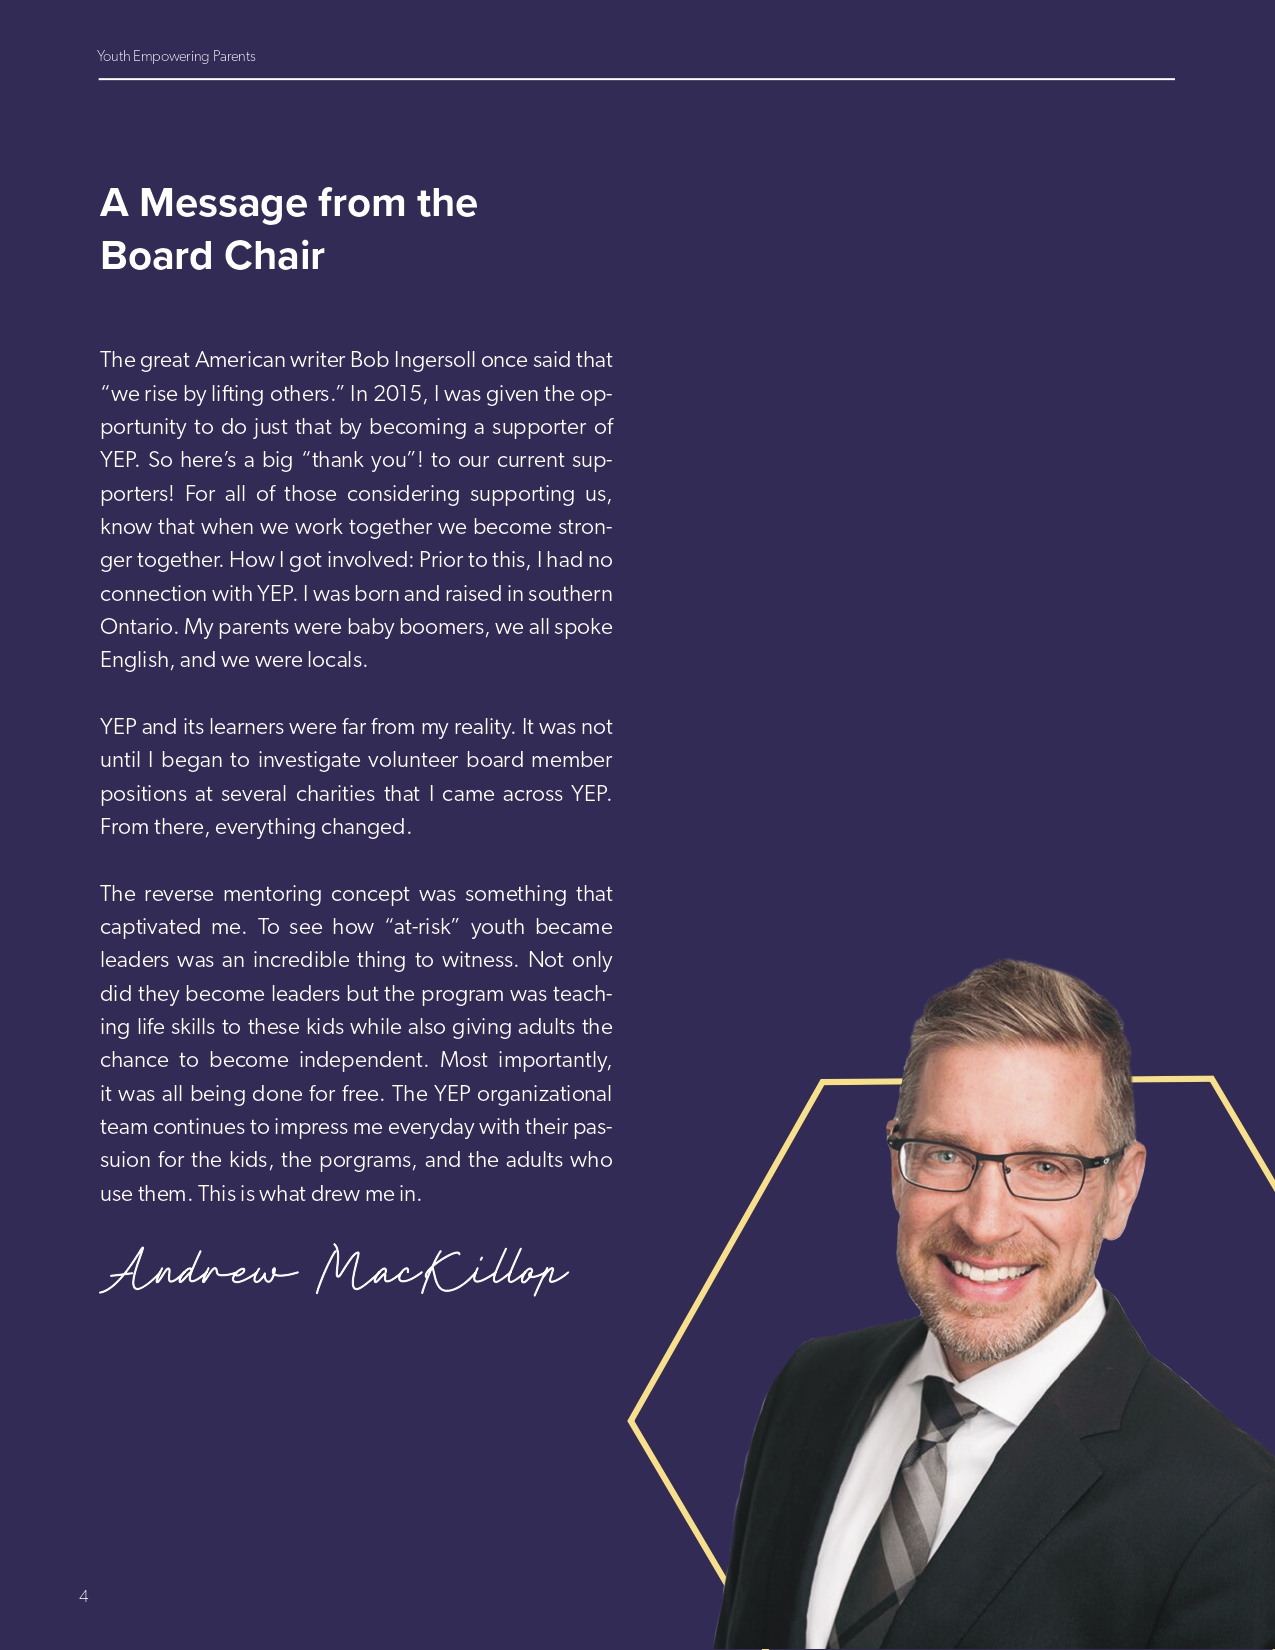 Youth Empowering Parents
A Message from the
Board Chair
The great American writer Bob Ingersoll once said that
“we rise by lifting others.” In 2015, I was given the op-
portunity to do just that by becoming a supporter of
YEP. So here’s a big “thank you”! to our current sup-
porters! For all of those considering supporting us,
know that when we work together we become stron-
ger together. How I got involved: Prior to this, I had no
connection with YEP. I was born and raised in southern
Ontario. My parents were baby boomers, we all spoke
English, and we were locals.
YEP and its learners were far from my reality. It was not
until I began to investigate volunteer board member
positions at several charities that I came across YEP.
From there, everything changed.
The reverse mentoring concept was something that
captivated me. To see how “at-risk” youth became
leaders was an incredible thing to witness. Not only
did they become leaders but the program was teach-
ing life skills to these kids while also giving adults the
chance to become independent. Most importantly,
it was all being done for free. The YEP organizational
team continues to impress me everyday with their pas-
suion for the kids, the porgrams, and the adults who
use them. This is what drew me in.
Andrew MacKillop
4